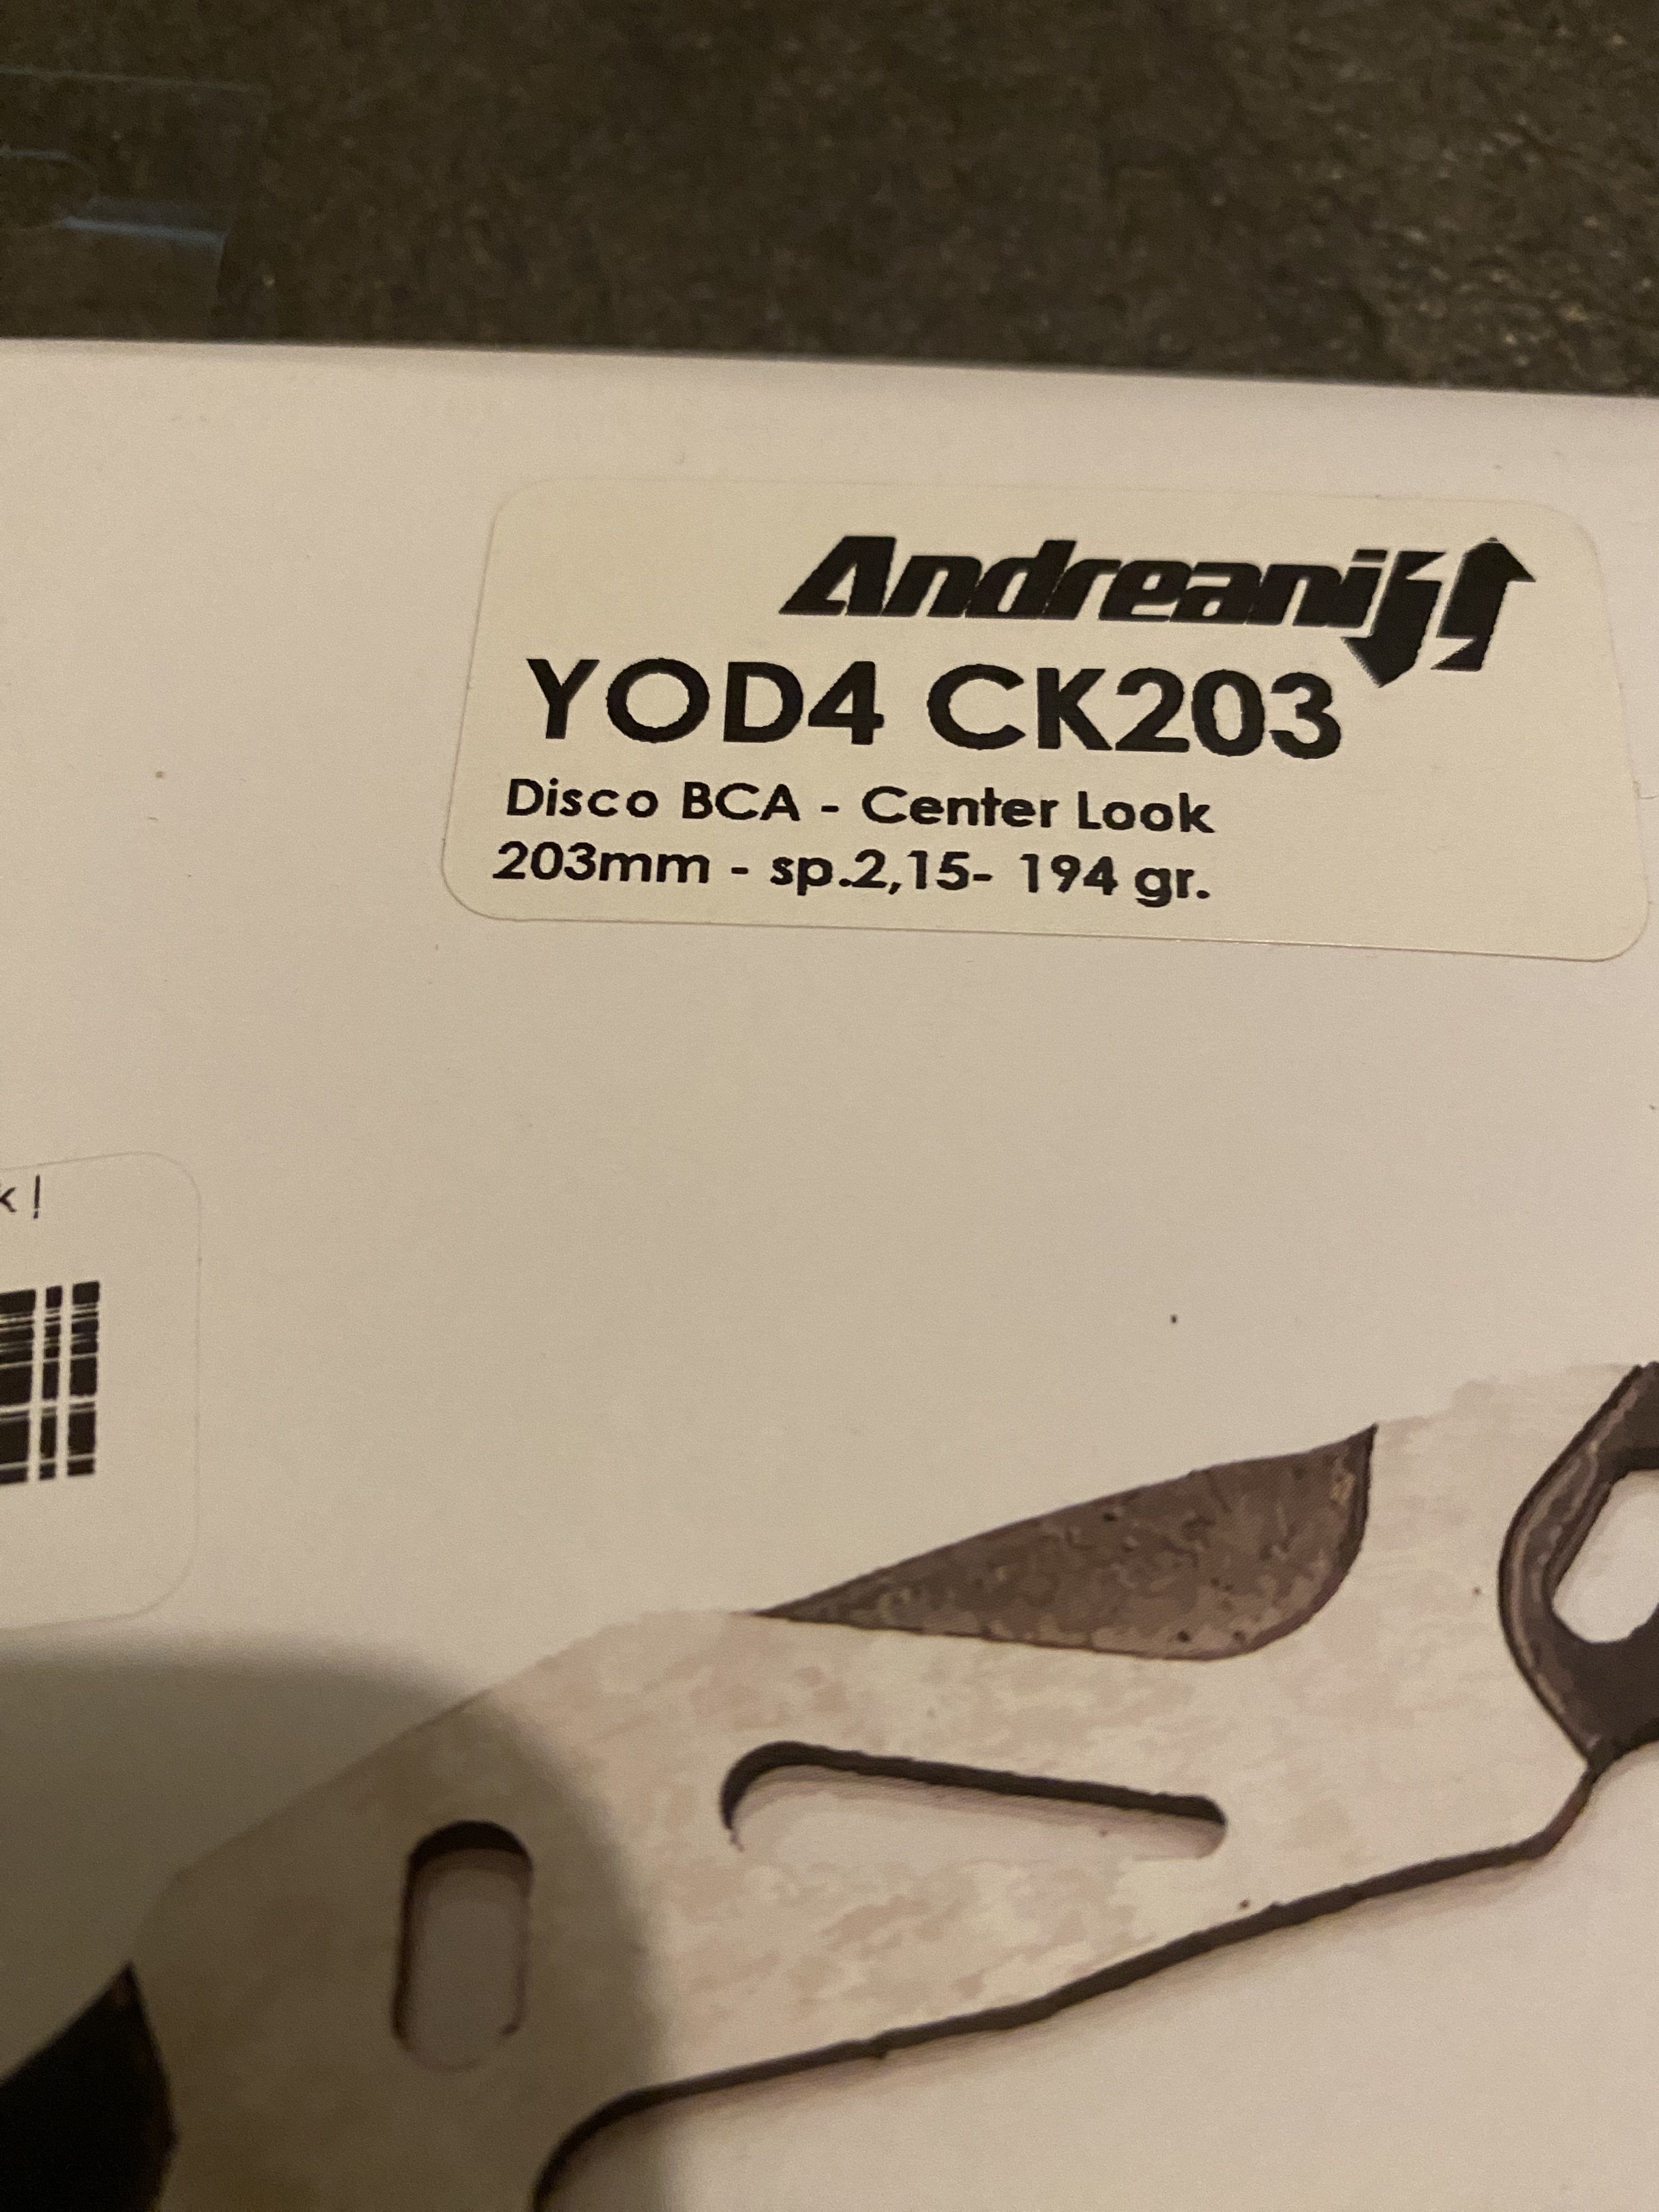 Andreani
YOD4 CK203
Disco BCA - Center Look
203mm - sp.2,15- 194 gr.
k |